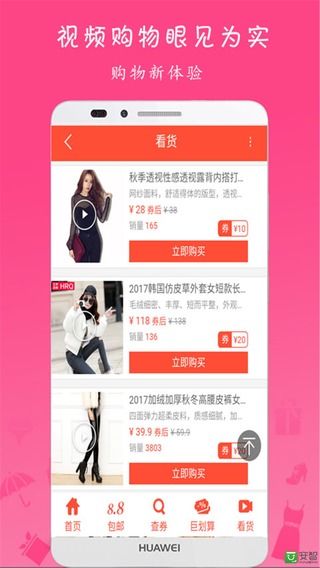 视频购物眼见为实
购物新体验
看货
秋季透视性感透视露背内搭打...
网纱面料，舒适得体的版型，透视...
¥ 28 券后 ¥ 38
销量 165
券 ¥10
立即购买
HRQ
2017韩国仿皮草外套女短款长...
毛绒细密、丰厚、短而平整，外观...
¥ 118 券后 ¥ 138
销量 136
券 ¥20
立即购买
2017加绒加厚秋冬高腰皮裤女...
四面弹力超柔面料，质感细腻，试...
¥ 39.9 券后 ¥ 59.9
销量 3803
券 ¥20
立即购买
首页
8.8
包邮
查券
巨划算
看货
HUAWEI
安智